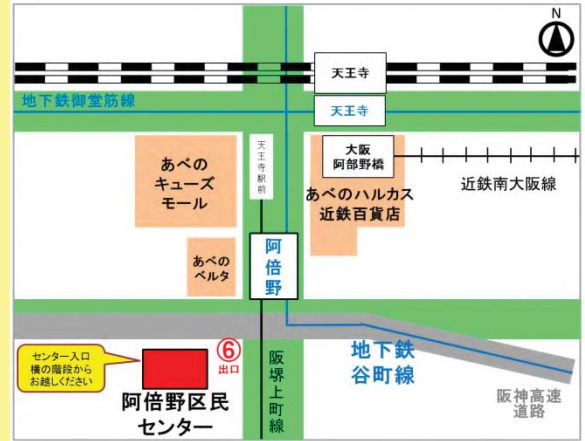 N
天王寺
地下鉄御堂筋線
天王寺
あべの
キューズ
モール
天王寺駅前
大阪
阿部野橋
近鉄南大阪線
あべのハルカス
近鉄百貨店
あべの
ベルタ
阿倍野
センター入口
横の階段から
お越しください
⑥
出口
阿倍野区民
センター
阪堺上町線
地下鉄
谷町線
阪神高速
道路